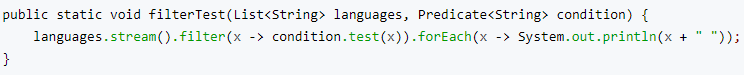 public static void filterTest(List<String> languages, Predicate<String> condition) {
    languages.stream().filter(x -> condition.test(x)).forEach(x -> System.out.println(x + " "));
}